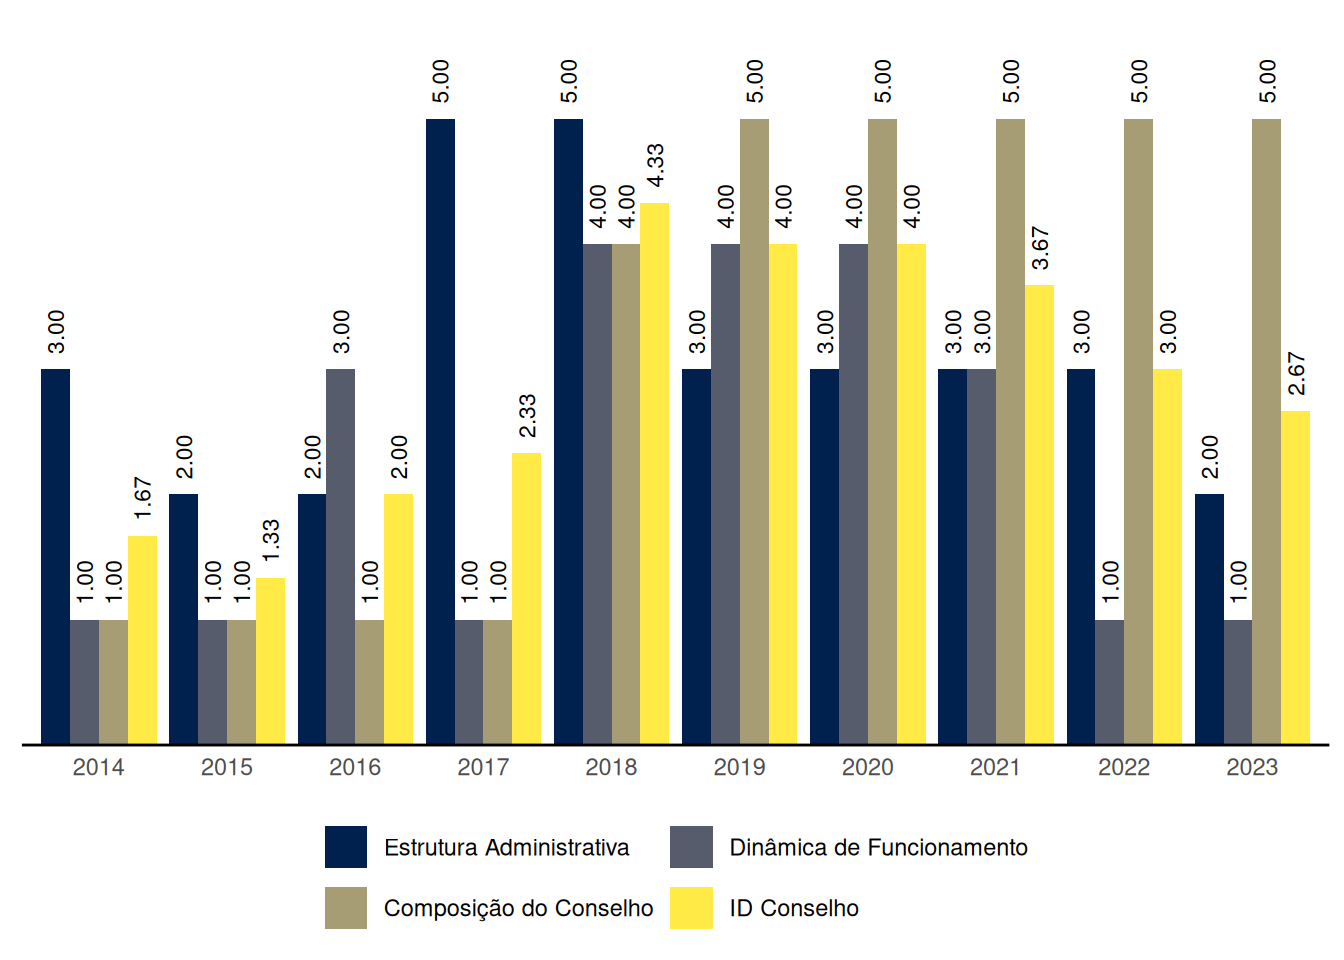 5.00 5.00 5.00 5.00 5.00 5.00 5.00
4.33
4.00 4.00 4.00 4.00 4.00 4.00
3.67
3.00 3.00 3.00 3.00 3.00 3.00 3.00 3.00
2.67
2.33
2.00 2.00 2.00 2.00
1.67
1.33
1.00 1.00 1.00 1.00 1.00 1.00 1.00 1.00 1.00
2014 2015 2016 2017 2018 2019 2020 2021 2022 2023
Estrutura Administrativa Dinâmica de Funcionamento
Composição do Conselho ID Conselho